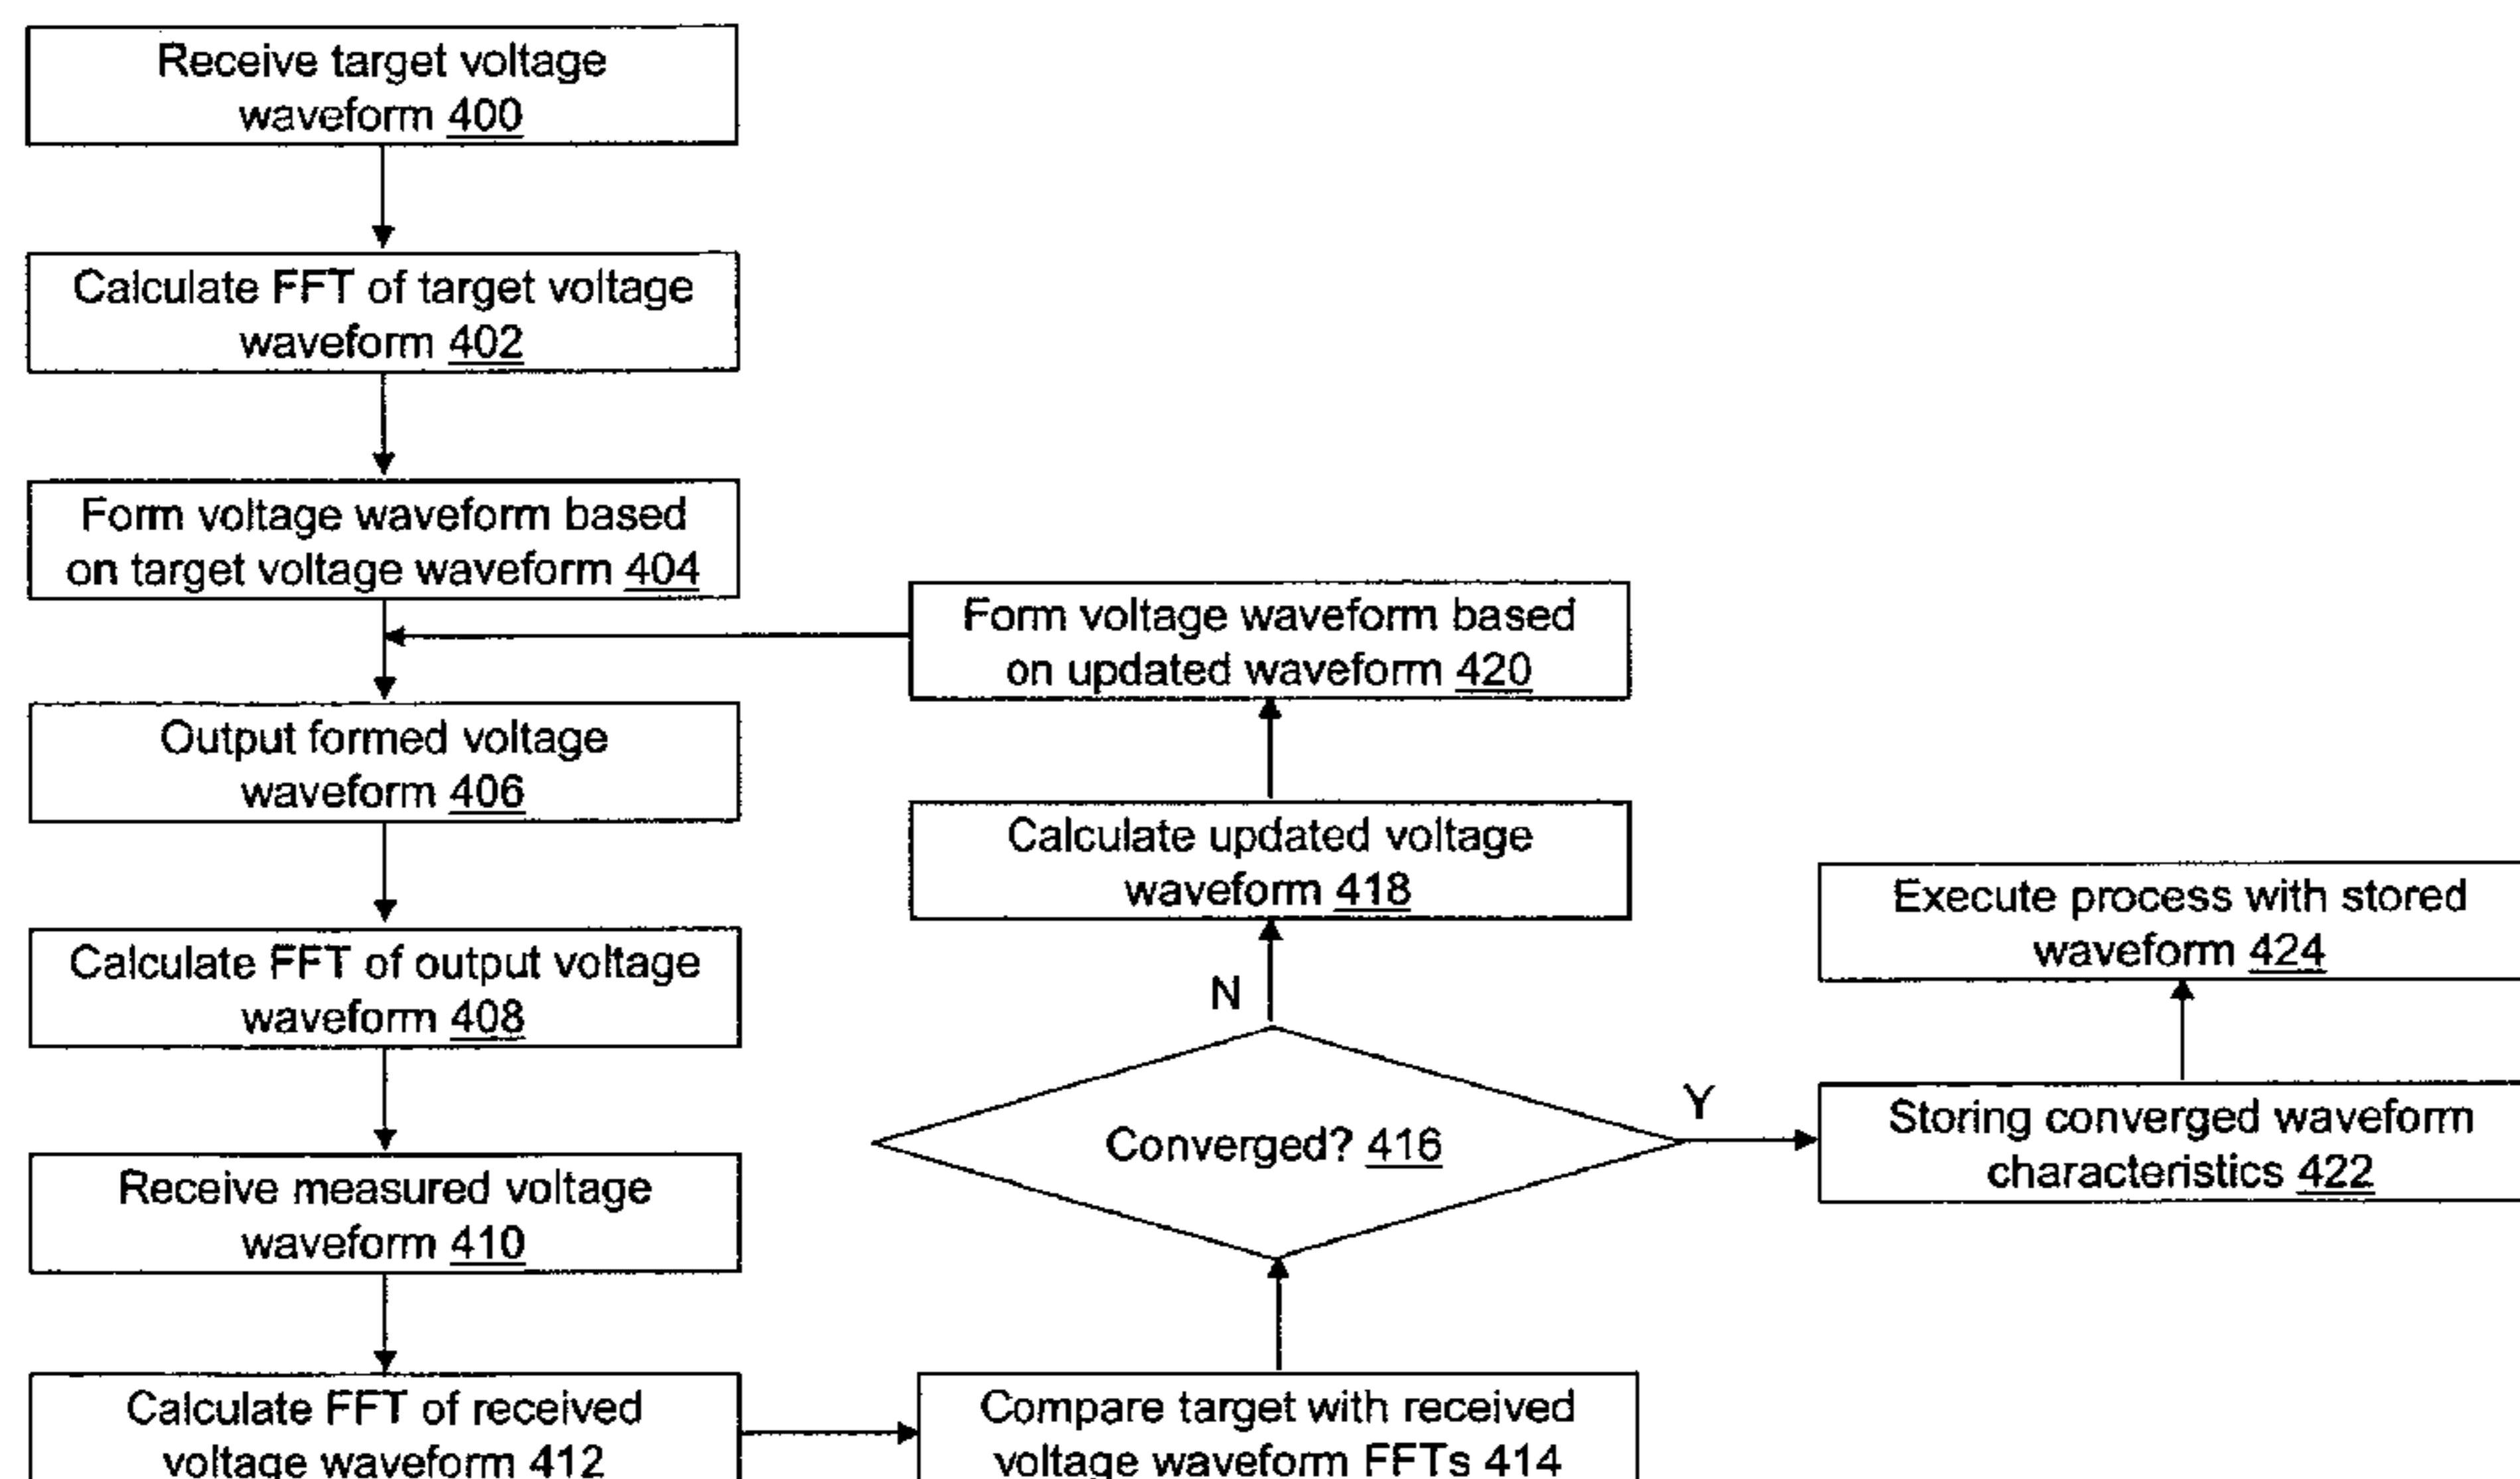 Receive target voltage
waveform 400
Calculate FFT of target voltage
waveform 402
Form voltage waveform based
on target voltage waveform 404
Output formed voltage
waveform 406
Calculate FFT of output voltage
waveform 408
Receive measured voltage
waveform 410
Calculate FFT of received
voltage waveform 412
Compare target with received
voltage waveform FFTs 414
Converged? 416
N
Y
Calculate updated voltage
waveform 418
Form voltage waveform based
on updated waveform 420
Storing converged waveform
characteristics 422
Execute process with stored
waveform 424